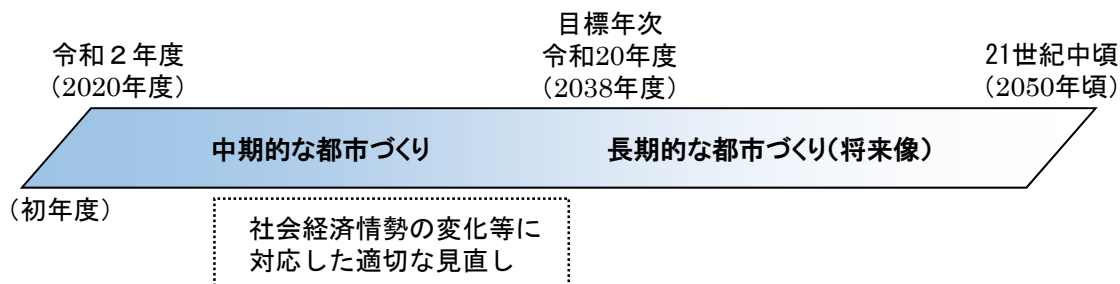 令和２年度
(2020年度)
目標年次
令和20年度
(2038年度)
21世紀中頃
(2050年頃)
中期的な都市づくり
長期的な都市づくり(将来像)
(初年度)
社会経済情勢の変化等に
対応した適切な見直し